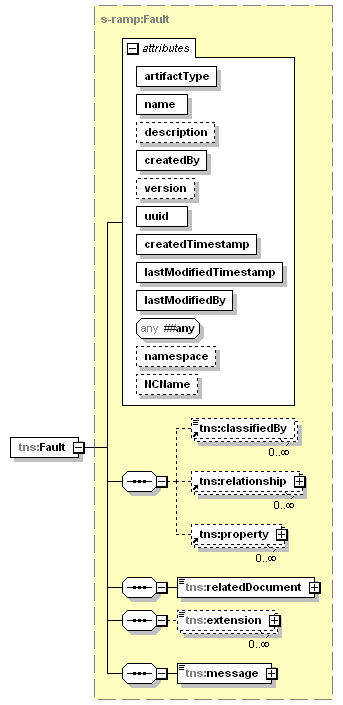 s-ramp:Fault
attributes
artifactType
name
description
createdBy
version
uuid
createdTimestamp
lastModifiedTimestamp
lastModifiedBy
any ##any
namespace
NCName
tns:Fault
tns:classifiedBy
0..∞
tns:relationship
0..∞
tns:property
0..∞
tns:relatedDocument
tns:extension
0..∞
tns:message